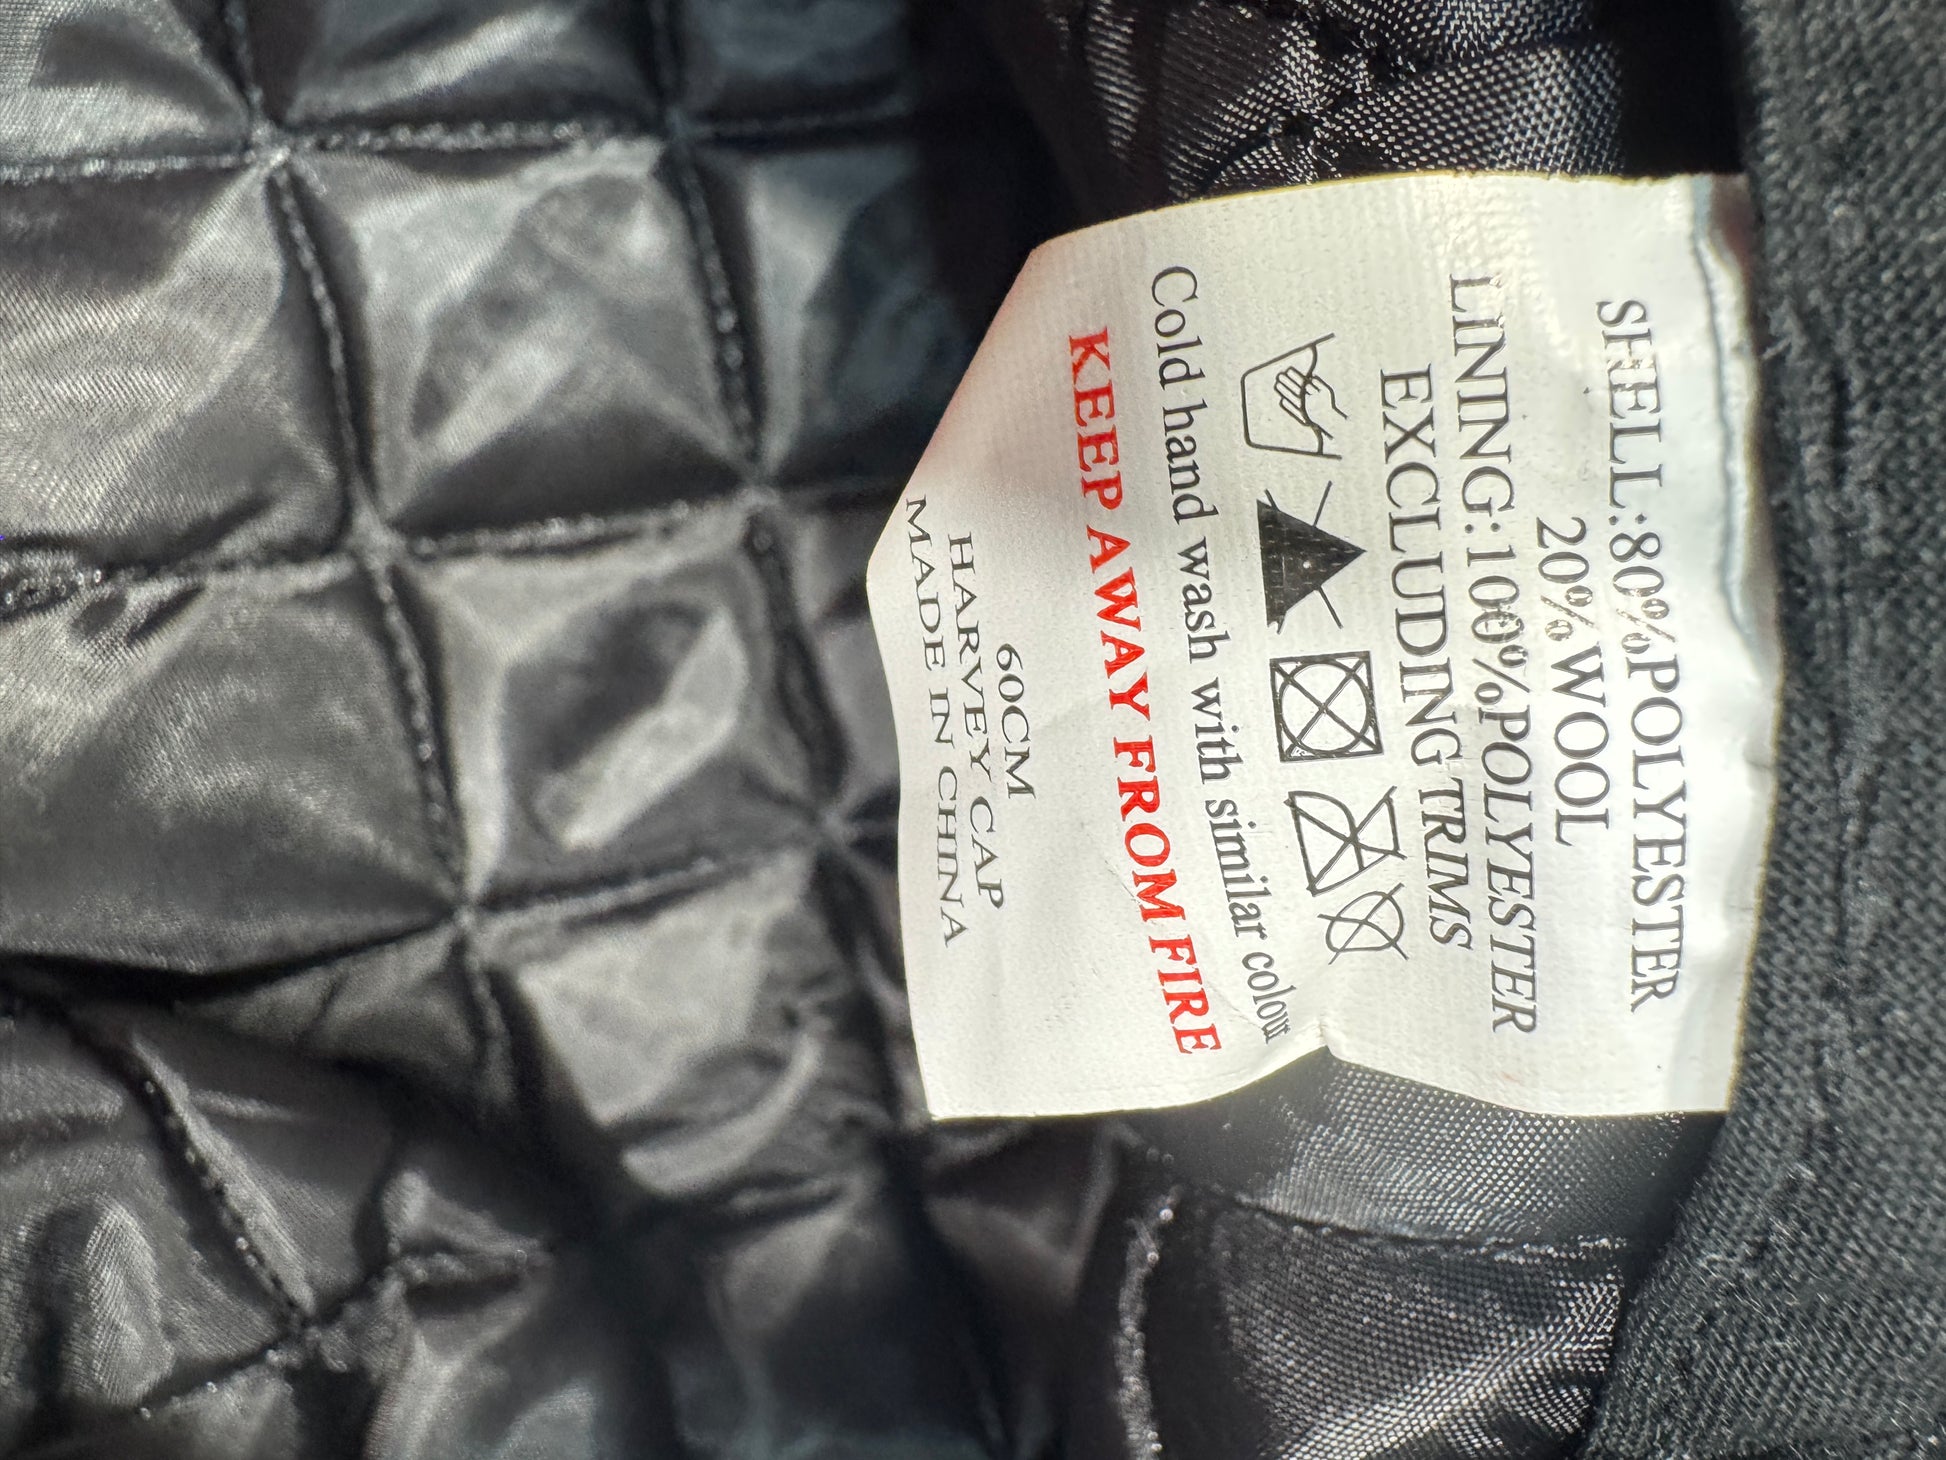 SHELL:80%POLYESTER
20%WOOL
LINING:100%POLYESTER
EXCLUDING TRIMS
Cold hand wash with similar colour
KEEP AWAY FROM FIRE
60CM
HARVEY CAP
MADE IN CHINA